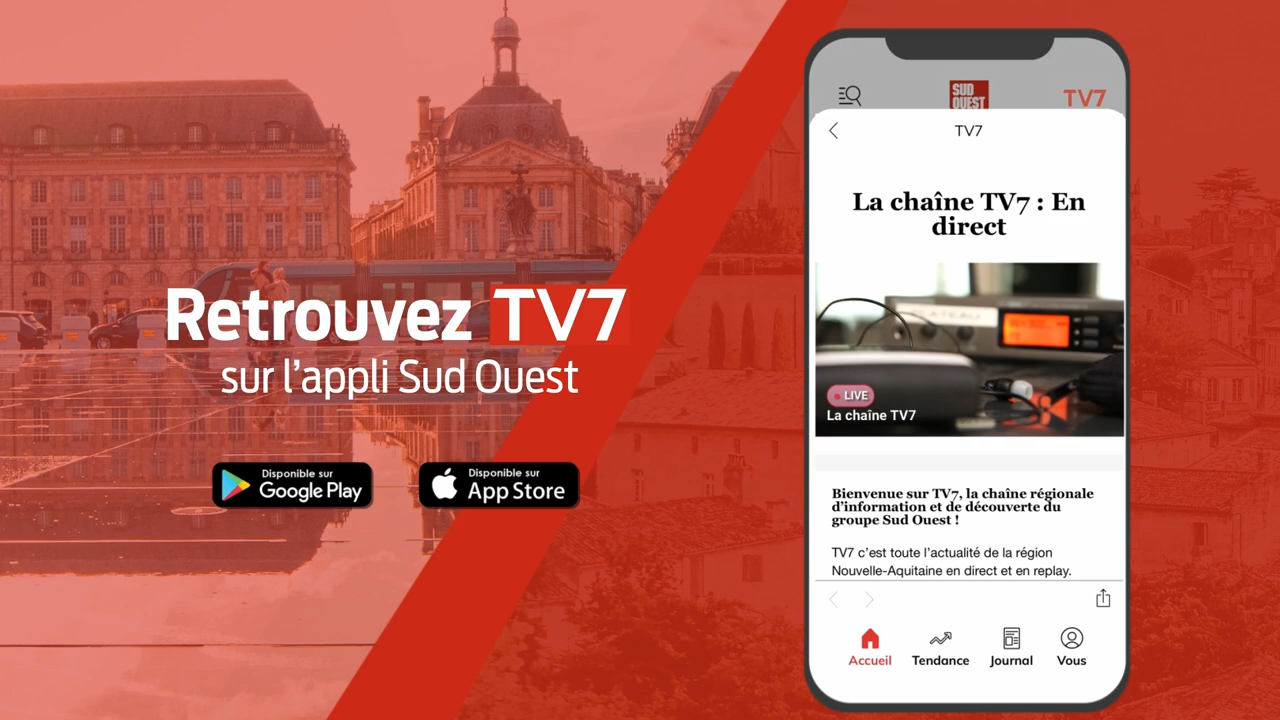 Retrouvez TV7
sur l'appli Sud Ouest
Disponible sur
Google Play
Disponible sur
App Store
SUD
OUEST
TV7
TV7
La chaîne TV7 : En
direct
PLATEAU
LIVE
La chaîne TV7
Bienvenue sur TV7, la chaîne régionale
d'information et de découverte du
groupe Sud Ouest !
TV7 c'est toute l'actualité de la région
Nouvelle-Aquitaine en direct et en replay.
Accueil
Tendance
Journal
Vous